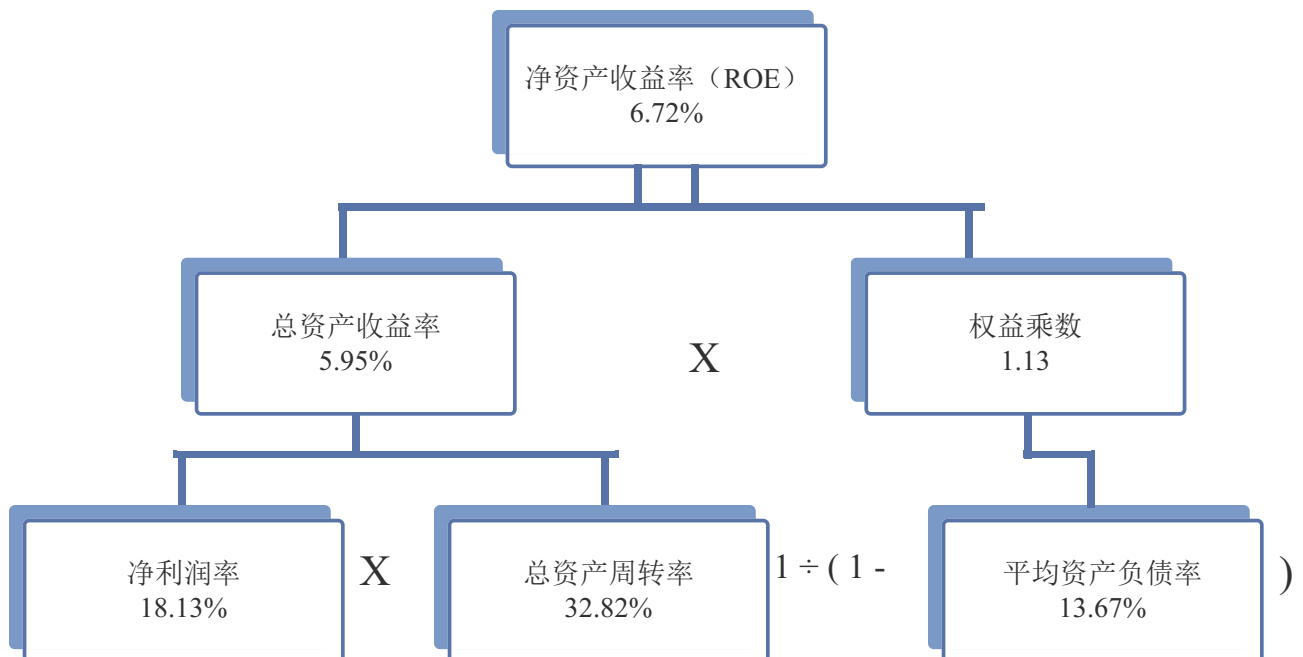 净资产收益率（ROE）
6.72%
总资产收益率
5.95%
X
权益乘数
1.13
净利润率
18.13%
X
总资产周转率
32.82%
1 ÷ ( 1 -
平均资产负债率
13.67%
)